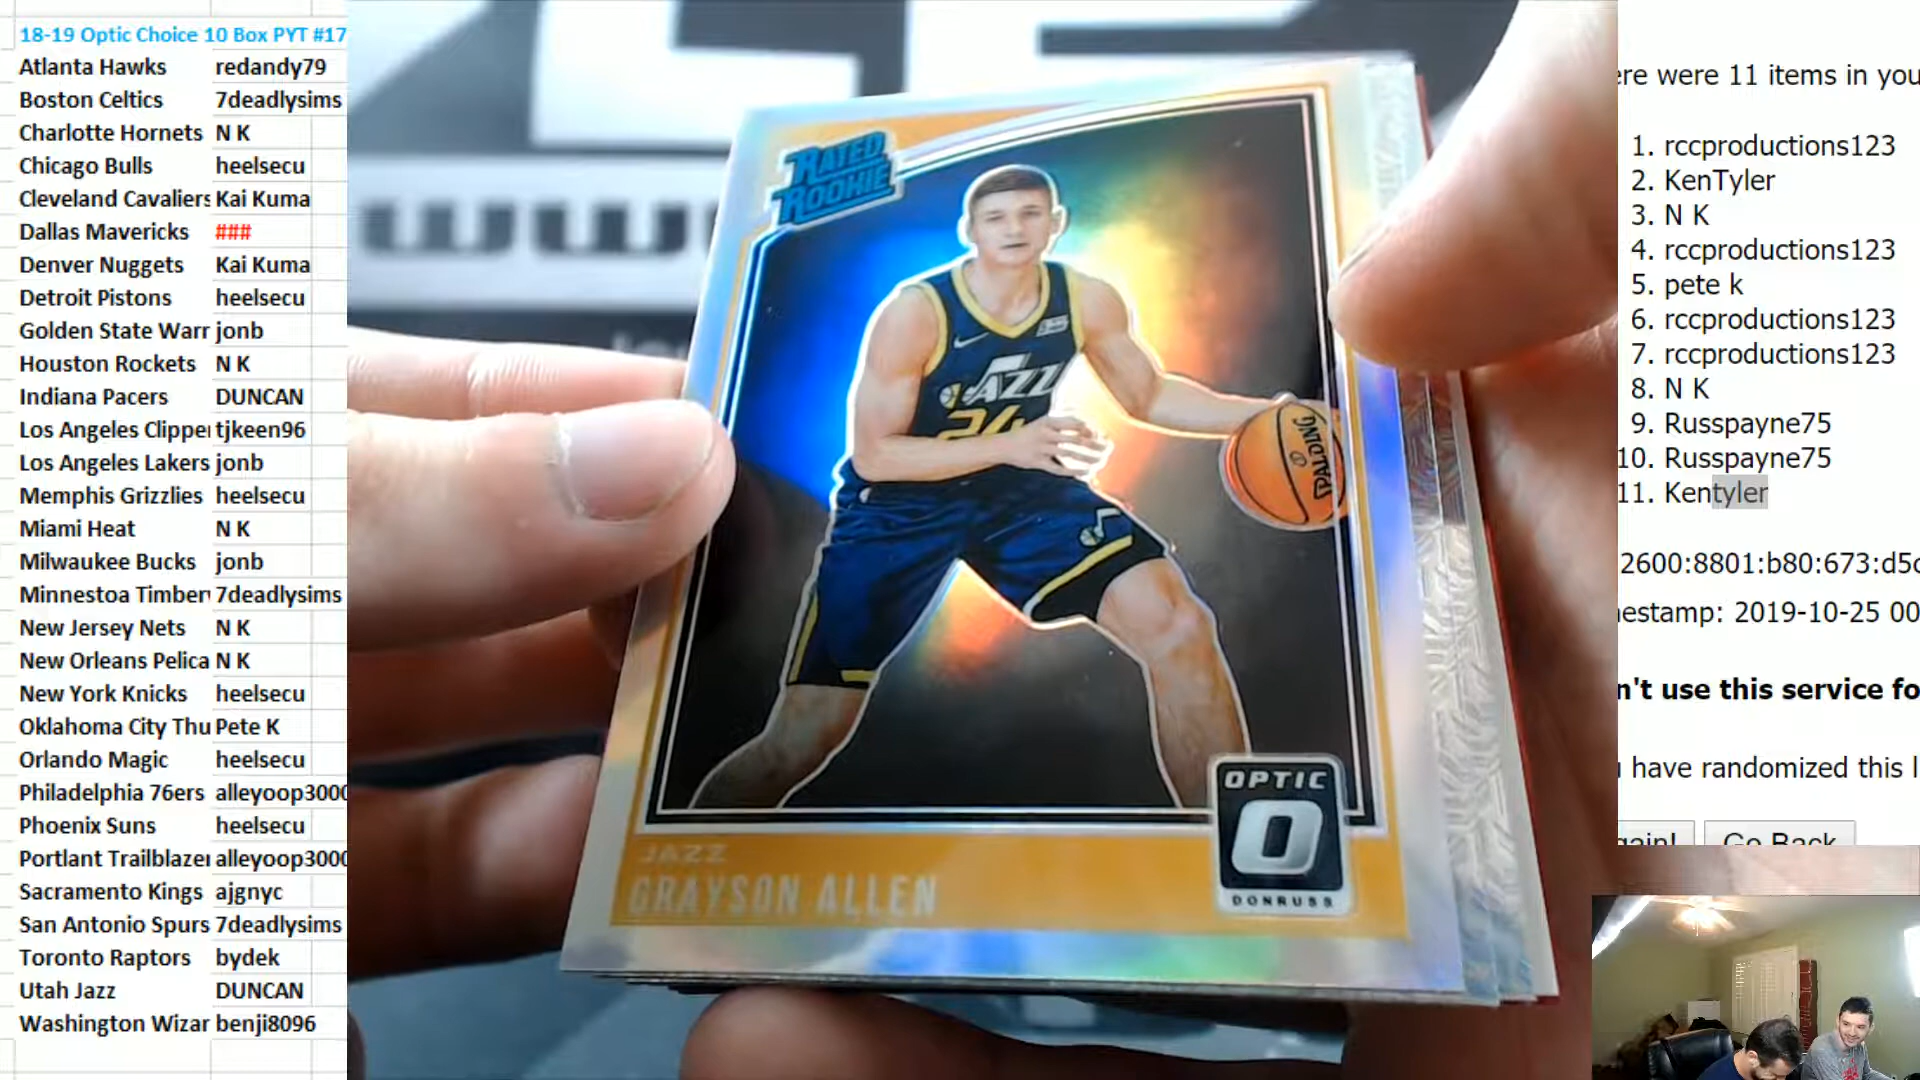 18-19 Optic Choice 10 Box PYT #17
Atlanta Hawks redandy79
Boston Celtics 7deadlysims
Charlotte Hornets N K
Chicago Bulls heelsecu
Cleveland Cavaliers Kai Kuma
Dallas Mavericks ###
Denver Nuggets Kai Kuma
Detroit Pistons heelsecu
Golden State Warr jonb
Houston Rockets N K
Indiana Pacers DUNCAN
Los Angeles Clipper tjkeen96
Los Angeles Lakers jonb
Memphis Grizzlies heelsecu
Miami Heat N K
Milwaukee Bucks jonb
Minnestoa Timber 7deadlysims
New Jersey Nets N K
New Orleans Pelica N K
New York Knicks heelsecu
Oklahoma City Thu Pete K
Orlando Magic heelsecu
Philadelphia 76ers alleyoop3000
Phoenix Suns heelsecu
Portlant Trailblazer alleyoop3000
Sacramento Kings ajgnyc
San Antonio Spurs 7deadlysims
Toronto Raptors bydek
Utah Jazz DUNCAN
Washington Wizar benji8096
RATED
ROOKIE
JAZZ
24
SPALDING
OPTIC
O
DONRUSS
JAZZ
GRAYSON ALLEN
ere were 11 items in you
1. rccproductions123
2. KenTyler
3. N K
4. rccproductions123
5. pete k
6. rccproductions123
7. rccproductions123
8. N K
9. Russpayne75
10. Russpayne75
11. Kentyler
2600:8801:b80:673:d5c
nestamp: 2019-10-25 00
n't use this service fo
have randomized this l
gain! Go Back